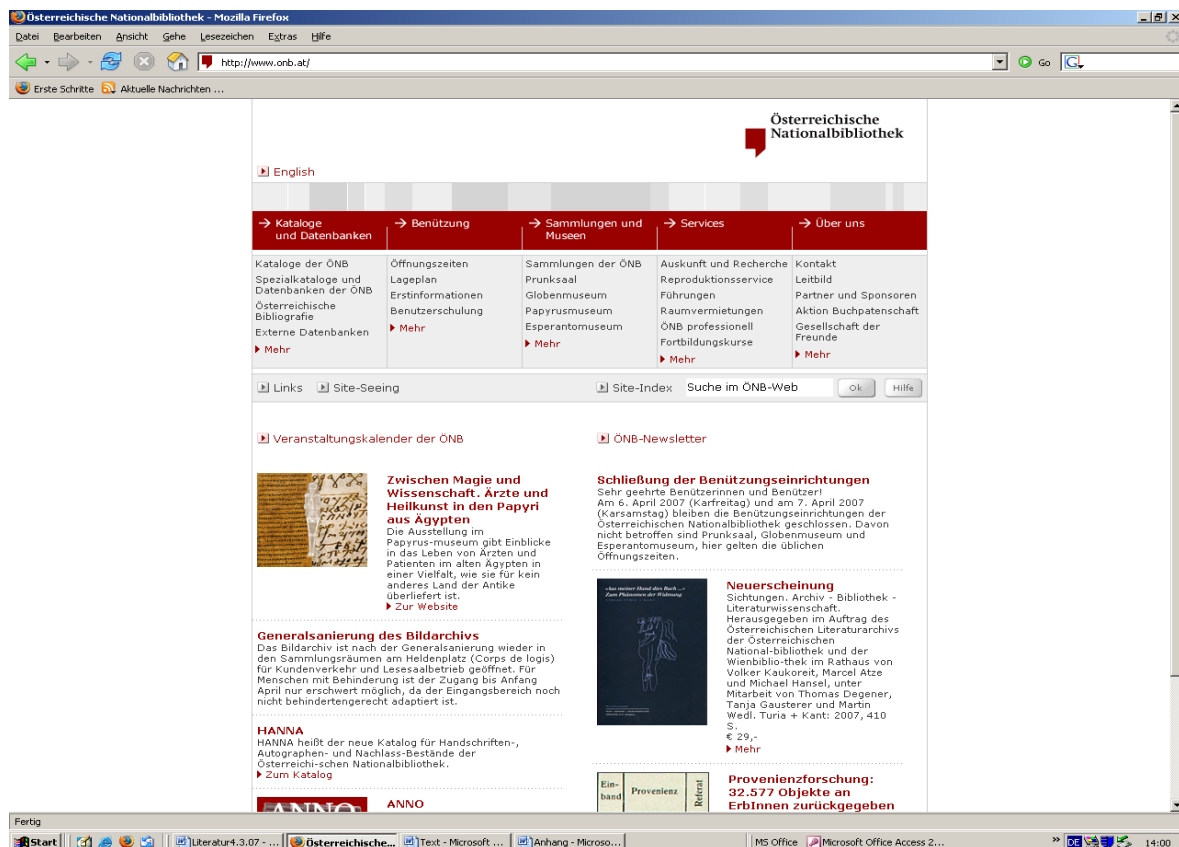 Österreichische Nationalbibliothek - Mozilla Firefox
Datei Bearbeiten Ansicht Gehe Lesezeichen Extras Hilfe
http://www.onb.at/
Go
Erste Schritte Aktuelle Nachrichten ...
Österreichische
Nationalbibliothek
English
Kataloge
und Datenbanken
Benützung
Sammlungen und
Museen
Services
Über uns
Kataloge der ÖNB
Spezialkataloge und
Datenbanken der ÖNB
Österreichische
Bibliografie
Externe Datenbanken
Mehr
Öffnungszeiten
Lageplan
Erstinformationen
Benutzerschulung
Mehr
Sammlungen der ÖNB
Prunksaal
Globenmuseum
Papyrusmuseum
Esperantomuseum
Mehr
Auskunft und Recherche
Reproduktionsservice
Führungen
Raumvermietungen
ÖNB professionell
Fortbildungskurse
Mehr
Kontakt
Leitbild
Partner und Sponsoren
Aktion Buchpatenschaft
Gesellschaft der
Freunde
Mehr
Links Site-Seeing Site-Index Suche im ÖNB-Web Ok Hilfe
Veranstaltungskalender der ÖNB
Zwischen Magie und
Wissenschaft. Ärzte und
Heilkunst in den Papyri
aus Ägypten
Die Ausstellung im
Papyrus-museum gibt Einblicke
in das Leben von Ärzten und
Patienten im alten Ägypten in
einer Vielfalt, wie sie für kein
anderes Land der Antike
überliefert ist.
Zur Website
Generalsanierung des Bildarchivs
Das Bildarchiv ist nach der Generalsanierung wieder in
den Sammlungsräumen am Heldenplatz (Corps de logis)
für Kundenverkehr und Lesesaalbetrieb geöffnet. Für
Menschen mit Behinderung ist der Zugang bis Anfang
April nur erschwert möglich, da der Eingangsbereich noch
nicht behindertengerecht adaptiert ist.
HANNA
HANNA heißt der neue Katalog für Handschriften-,
Autographen- und Nachlass-Bestände der
Österreichi-schen Nationalbibliothek.
Zum Katalog
ANNO
ANNO
ÖNB-Newsletter
Schließung der Benützungseinrichtungen
Sehr geehrte Benützerinnen und Benützer!
Am 6. April 2007 (Karfreitag) und am 7. April 2007
(Karsamstag) bleiben die Benützungseinrichtungen der
Österreichischen Nationalbibliothek geschlossen. Davon
nicht betroffen sind Prunksaal, Globenmuseum und
Esperantomuseum, hier gelten die üblichen
Öffnungszeiten.
»Aus meiner Hand dies Buch ...«
Zum Phänomen der Widmung
Neuerscheinung
Sichtungen. Archiv - Bibliothek -
Literaturwissenschaft.
Herausgegeben im Auftrag des
Österreichischen Literaturarchivs
der Österreichischen
National-bibliothek und der
Wienbiblio-thek im Rathaus von
Volker Kaukoreit, Marcel Atze
und Michael Hansel, unter
Mitarbeit von Thomas Degener,
Tanja Gausterer und Martin
Wedl. Turia + Kant: 2007, 410
S.
€ 29,-
Mehr
Ein-
band
Provenienz
Referat
Provenienzforschung:
32.577 Objekte an
ErbInnen zurückgegeben
Fertig
Start Literatur4.3.07 - ... Österreichische... Text - Microsoft ... Anhang - Microso... MS Office Microsoft Office Access 2... » DE 14:00